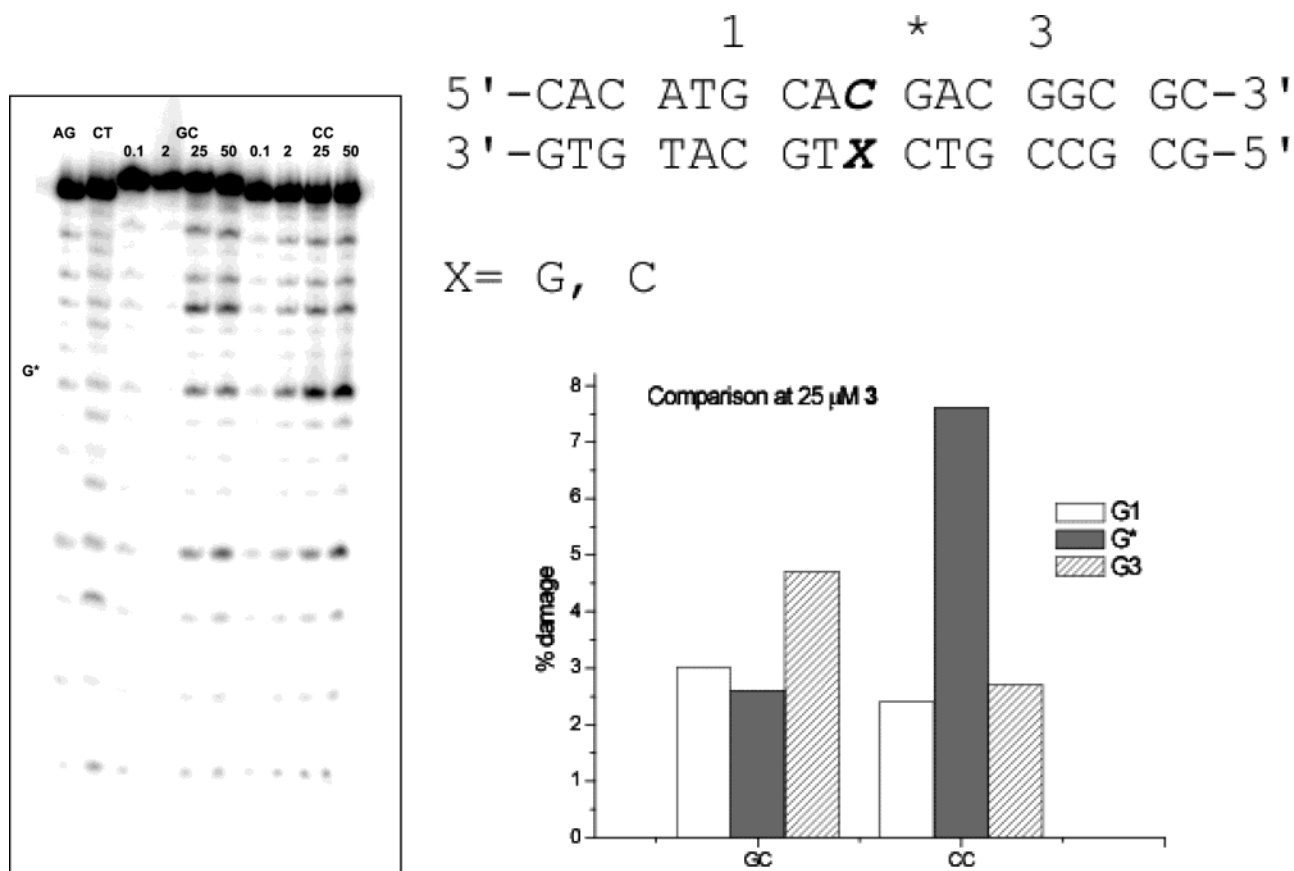 AG CT GC CC
0.1 2 25 50 0.1 2 25 50
G*
1 * 3
5'-CAC ATG CAC GAC GGC GC-3'
3'-GTG TAC GTX CTG CCG CG-5'
X= G, C
Comparison at 25 μM 3
8
7
6
5
4
3
2
1
0
% damage
GC CC
G1
G*
G3